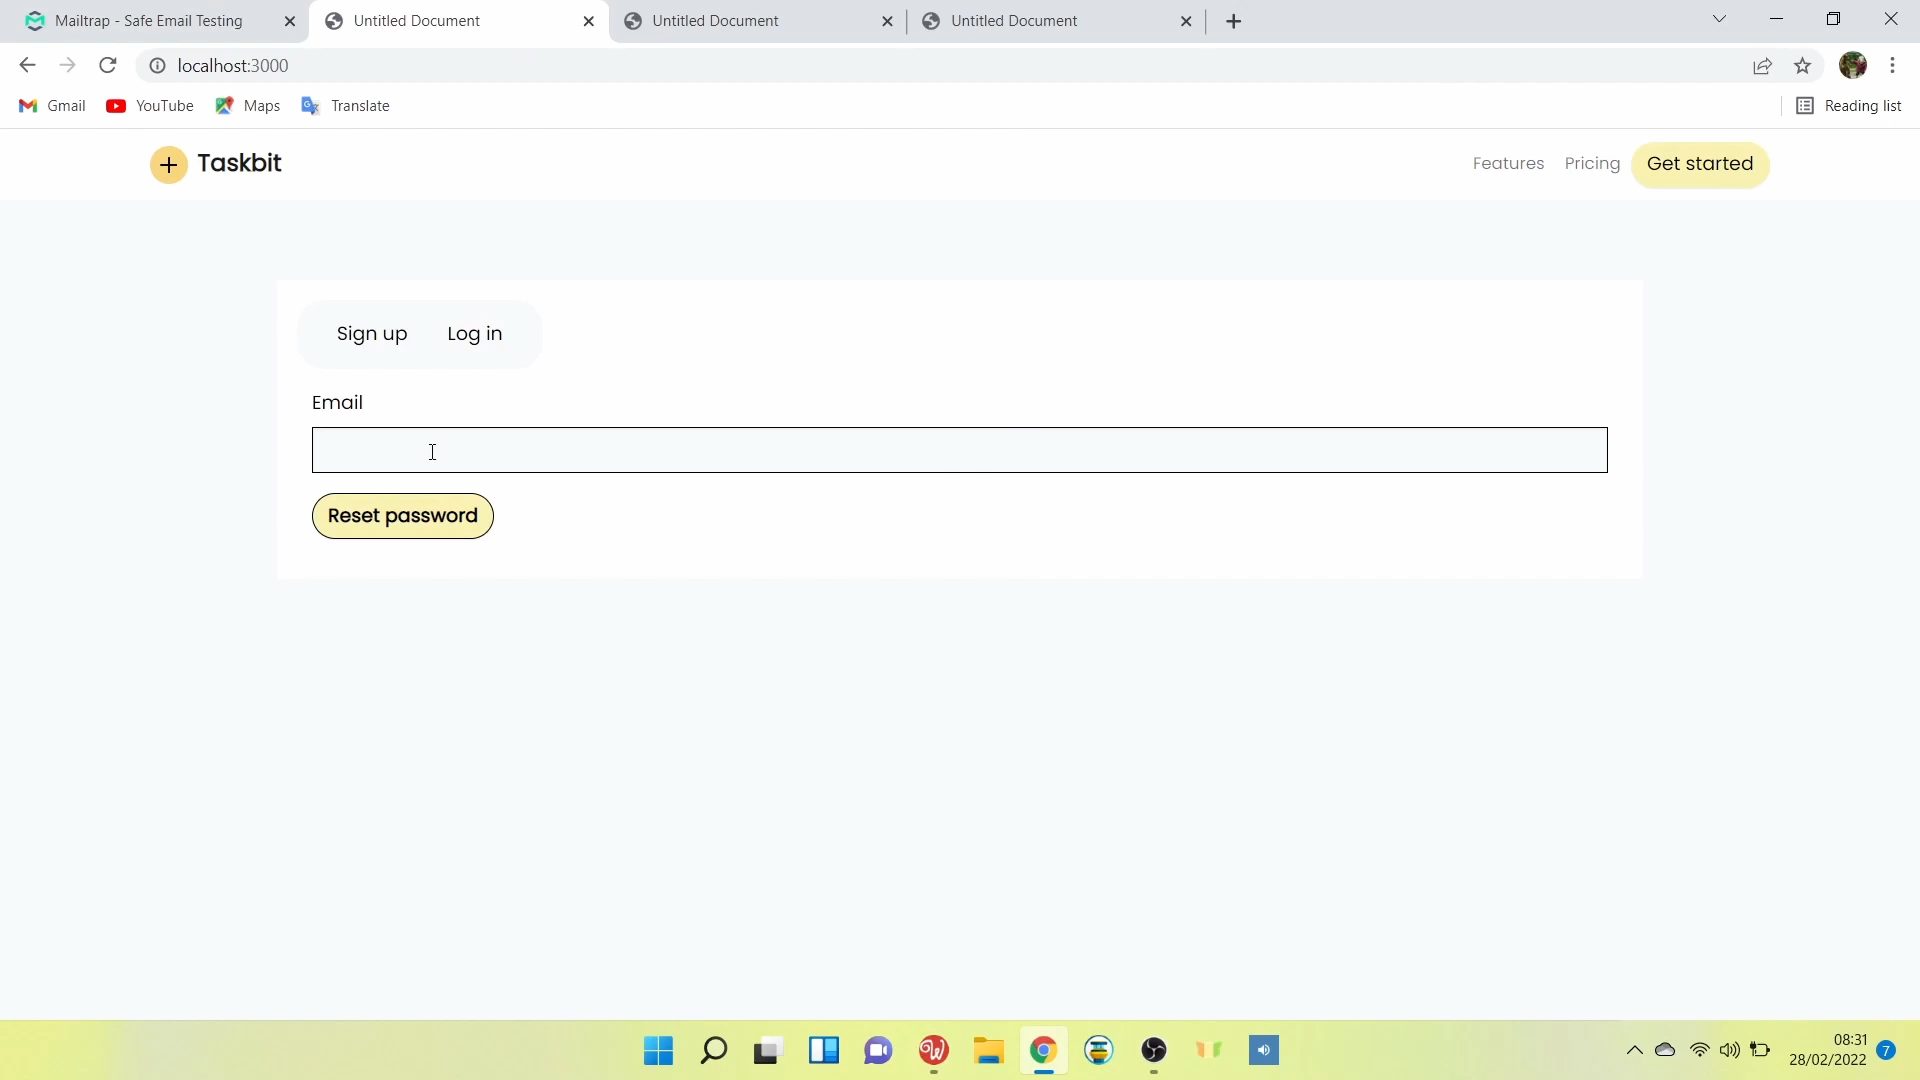 Mailtrap - Safe Email Testing
Untitled Document
Untitled Document
Untitled Document
localhost:3000
Gmail
YouTube
Maps
Translate
Reading list
Taskbit
Features
Pricing
Get started
Sign up
Log in
Email
Reset password
08:31
28/02/2022
7